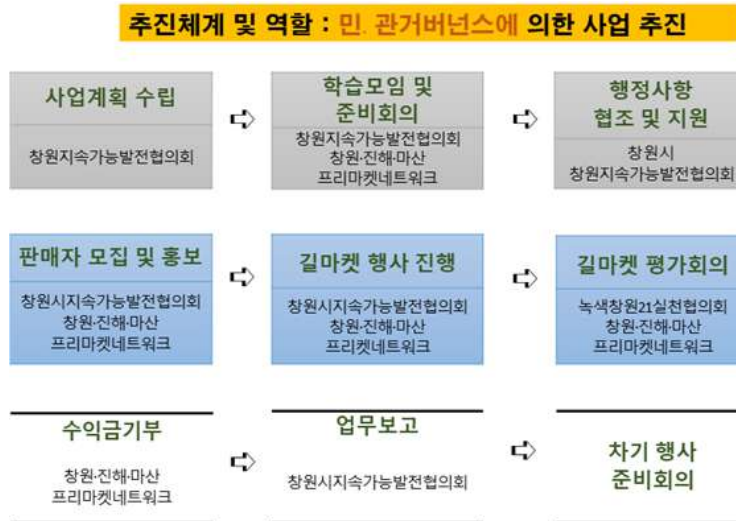 추진체계 및 역할 : 민. 관거버넌스에 의한 사업 추진
사업계획 수립
창원지속가능발전협의회
학습모임 및
준비회의
창원지속가능발전협의회
창원·진해·마산
프리마켓네트워크
행정사항
협조 및 지원
창원시
창원지속가능발전협의회
판매자 모집 및 홍보
창원시지속가능발전협의회
창원·진해·마산
프리마켓네트워크
길마켓 행사 진행
창원시지속가능발전협의회
창원·진해·마산
프리켓네트워크
길마켓 평가회의
녹색창원21실천협의회
창원·진해·마산
프리마켓네트워크
수익금기부
창원·진해·마산
프리마켓네트워크
업무보고
창원시지속가능발전협의회
차기 행사
준비회의